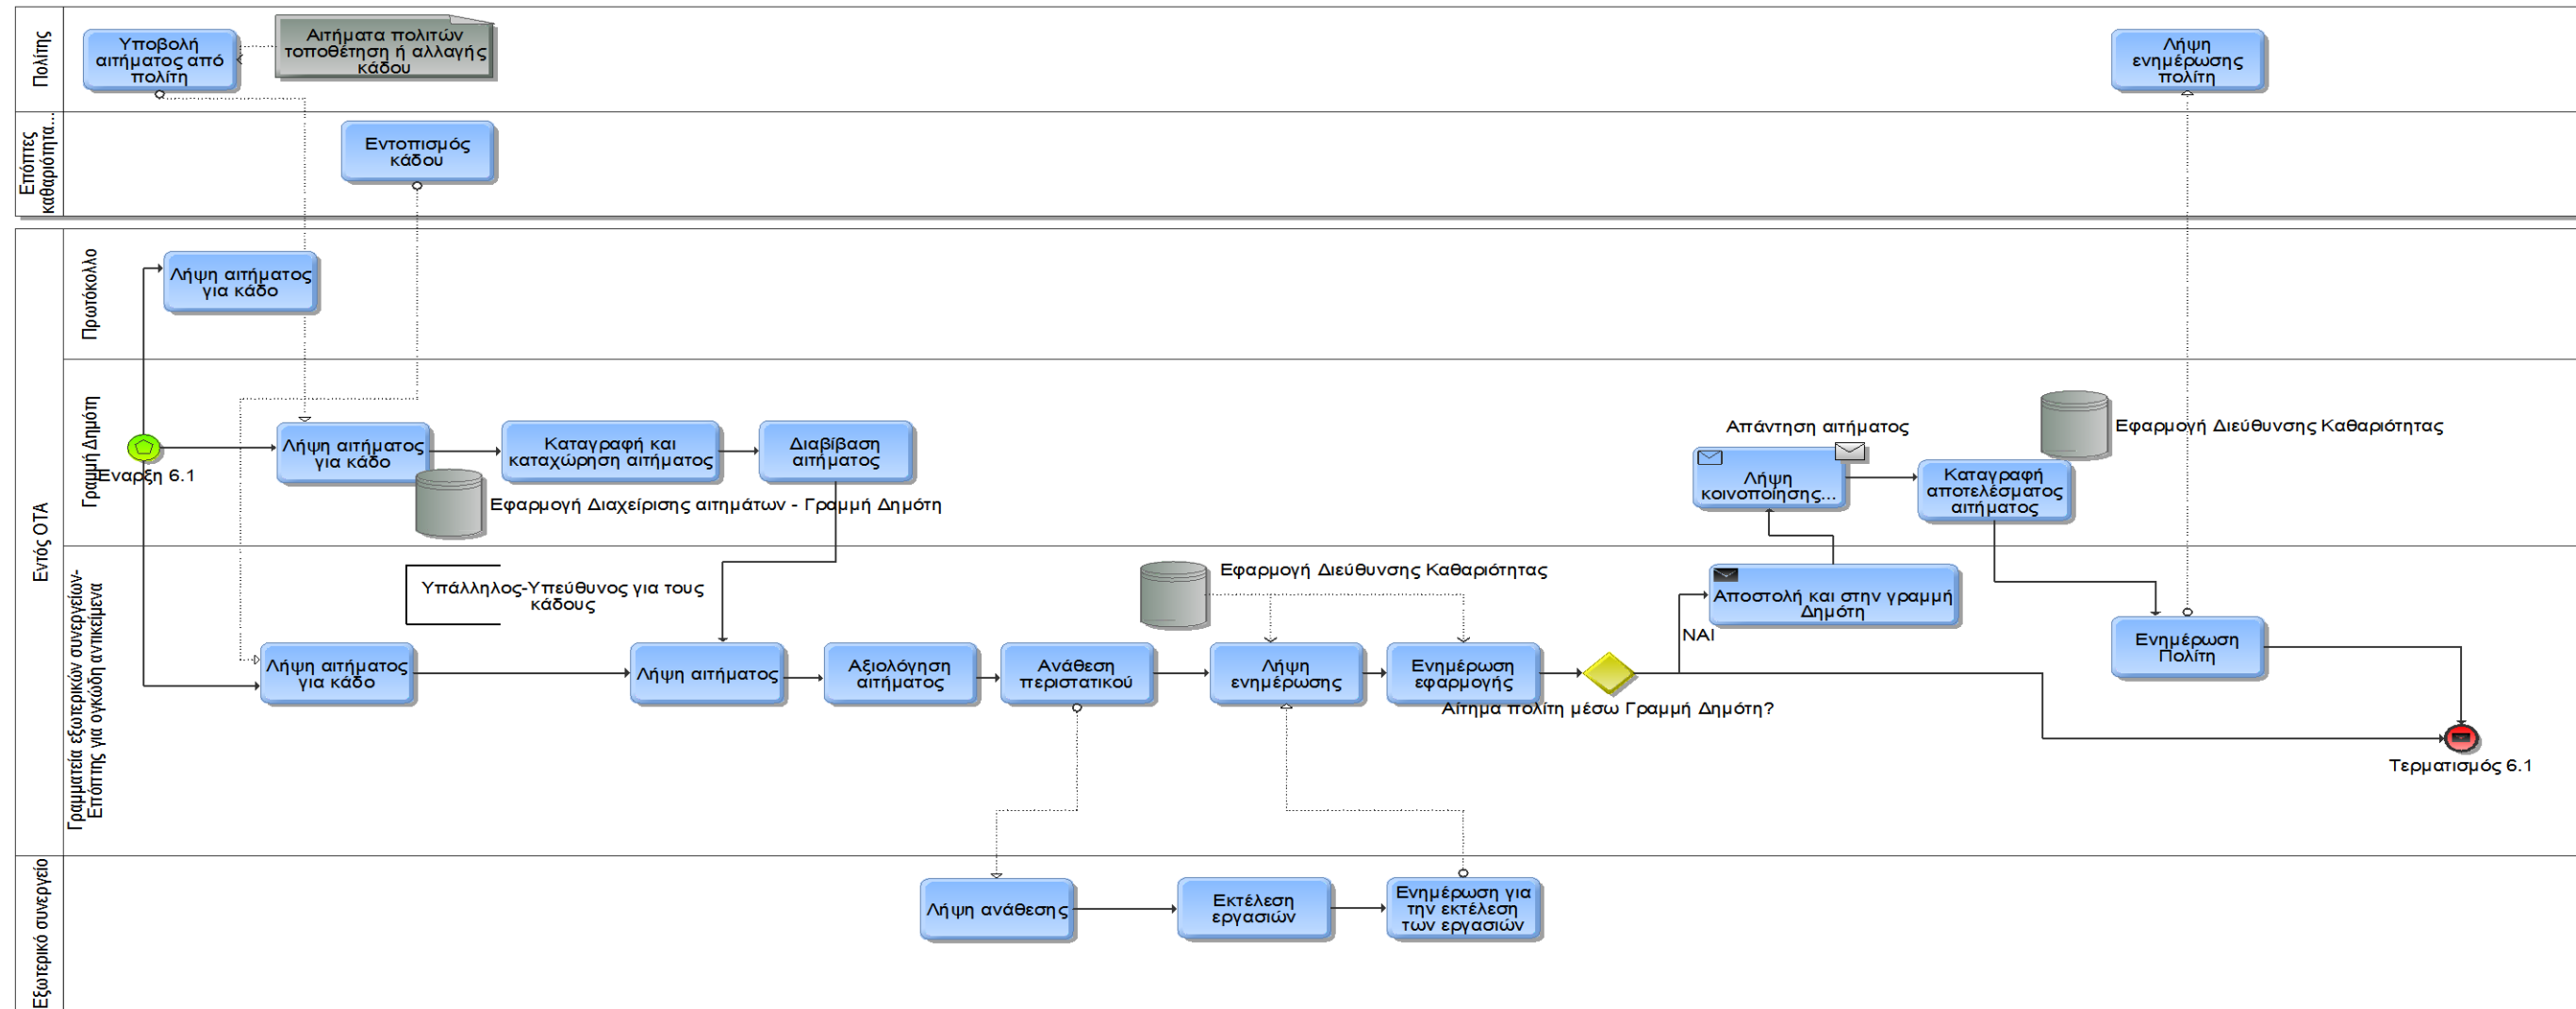 Πολίτης
Υποβολή
αιτήματος από
πολίτη
Αιτήματα πολιτών
τοποθέτηση ή αλλαγής
κάδου
Λήψη
ενημέρωσης
πολίτη
Επόπτες
καθαριότητα...
Εντοπισμός
κάδου
Εντός ΟΤΑ
Πρωτόκολλο
Λήψη αιτήματος
για κάδο
Γραμμή Δημότη
Έναρξη 6.1
Λήψη αιτήματος
για κάδο
Καταγραφή και
καταχώρηση αιτήματος
Διαβίβαση
αιτήματος
Εφαρμογή Διαχείρισης αιτημάτων - Γραμμή Δημότη
Απάντηση αιτήματος
Λήψη
κοινοποίησης...
Καταγραφή
αποτελέσματος
αιτήματος
Εφαρμογή Διεύθυνσης Καθαριότητας
Γραμματεία εξωτερικών συνεργείων-
Επόπτης για ογκώδη αντικείμενα
Υπάλληλος-Υπεύθυνος για τους
κάδους
Λήψη αιτήματος
για κάδο
Λήψη αιτήματος
Αξιολόγηση
αιτήματος
Ανάθεση
περιστατικού
Εφαρμογή Διεύθυνσης Καθαριότητας
Λήψη
ενημέρωσης
Ενημέρωση
εφαρμογής
Αίτημα πολίτη μέσω Γραμμή Δημότη?
ΝΑΙ
Αποστολή και στην γραμμή
Δημότη
Ενημέρωση
Πολίτη
Τερματισμός 6.1
Εξωτερικό συνεργείο
Λήψη ανάθεσης
Εκτέλεση
εργασιών
Ενημέρωση για
την εκτέλεση
των εργασιών